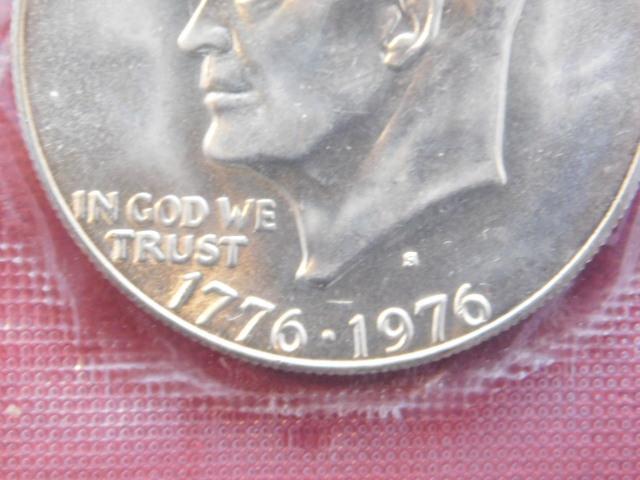 IN GOD WE
TRUST
S
1776 · 1976